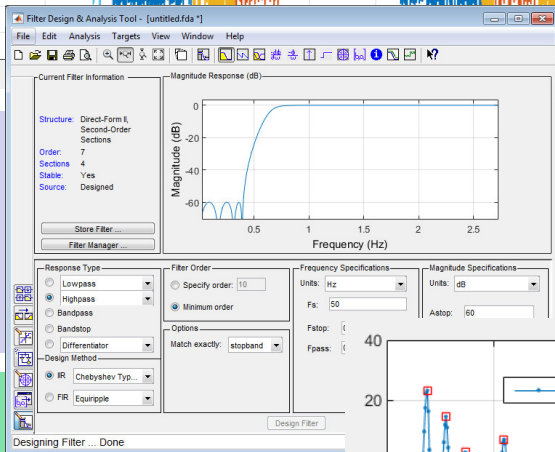 Filter Design & Analysis Tool - [untitled.fda *]
File Edit Analysis Targets View Window Help
Current Filter Information
Structure: Direct-Form II,
Second-Order
Sections
Order: 7
Sections 4
Stable: Yes
Source: Designed
Store Filter ...
Filter Manager ...
Magnitude Response (dB)
Magnitude (dB)
0
-20
-40
-60
0.5 1 1.5 2 2.5
Frequency (Hz)
Response Type
Lowpass
Highpass
Bandpass
Bandstop
Differentiator
Design Method
IIR Chebyshev Typ...
FIR Equiripple
Filter Order
Specify order: 10
Minimum order
Options
Match exactly: stopband
Frequency Specifications
Units: Hz
Fs: 50
Fstop:
Fpass:
Magnitude Specifications
Units: dB
Astop: 60
Design Filter
Designing Filter ... Done
40
20